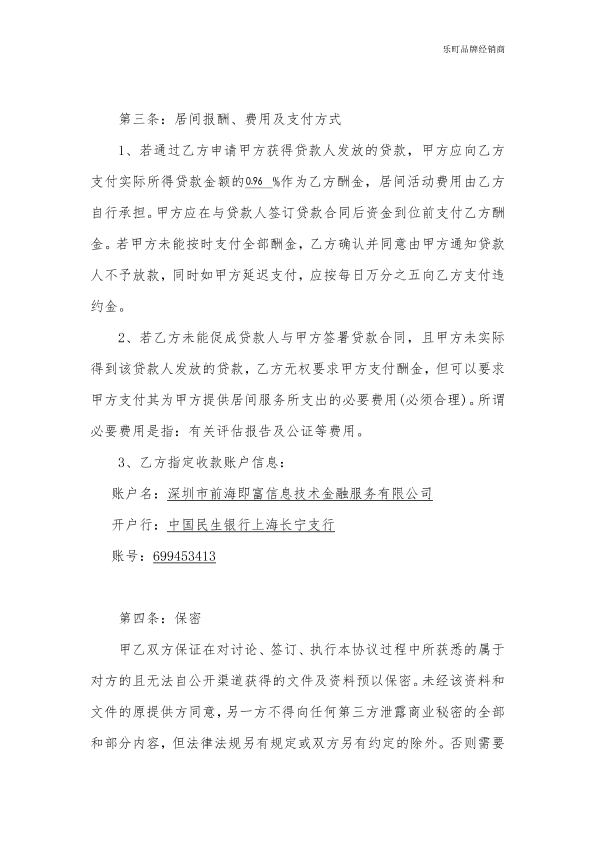 乐町品牌经销商
第三条：居间报酬、费用及支付方式
1、若通过乙方申请甲方获得贷款人发放的贷款，甲方应向乙方
支付实际所得贷款金额的0.96 %作为乙方酬金，居间活动费用由乙方
自行承担。甲方应在与贷款人签订贷款合同后资金到位前支付乙方酬
金。若甲方未能按时支付全部酬金，乙方确认并同意由甲方通知贷款
人不予放款，同时如甲方延迟支付，应按每日万分之五向乙方支付违
约金。
2、若乙方未能促成贷款人与甲方签署贷款合同，且甲方未实际
得到该贷款人发放的贷款，乙方无权要求甲方支付酬金，但可以要求
甲方支付其为甲方提供居间服务所支出的必要费用(必须合理)。所谓
必要费用是指：有关评估报告及公证等费用。
3、乙方指定收款账户信息：
账户名：深圳市前海即富信息技术金融服务有限公司
开户行：中国民生银行上海长宁支行
账号：699453413
第四条：保密
甲乙双方保证在对讨论、签订、执行本协议过程中所获悉的属于
对方的且无法自公开渠道获得的文件及资料预以保密。未经该资料和
文件的原提供方同意，另一方不得向任何第三方泄露商业秘密的全部
和部分内容，但法律法规另有规定或双方另有约定的除外。否则需要